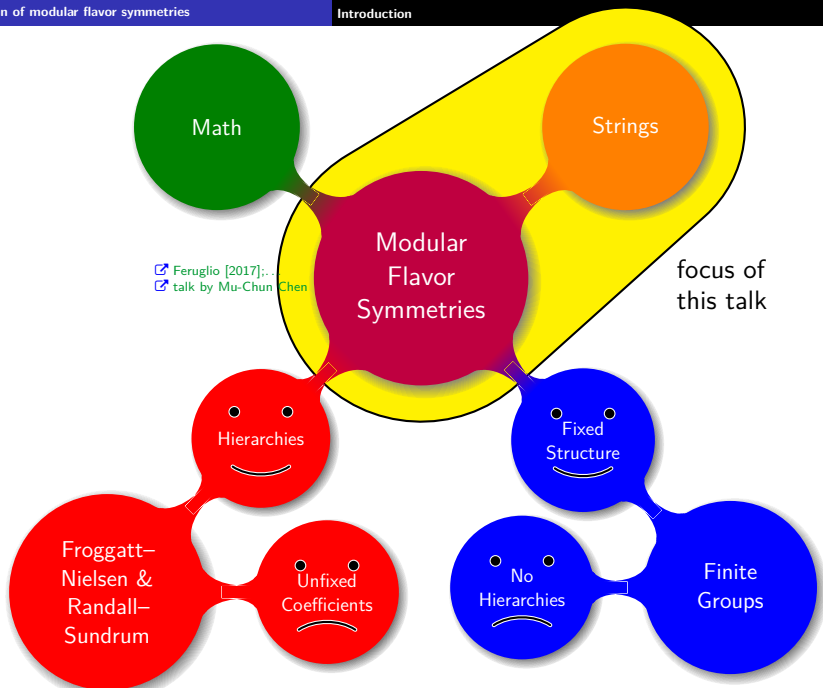 n of modular flavor symmetries
Introduction
Math
Strings
Modular
Flavor
Symmetries
Feruglio [2017];...
talk by Mu-Chun Chen
focus of
this talk
Hierarchies
Fixed
Structure
Froggatt–
Nielsen &
Randall–
Sundrum
Unfixed
Coefficients
No
Hierarchies
Finite
Groups